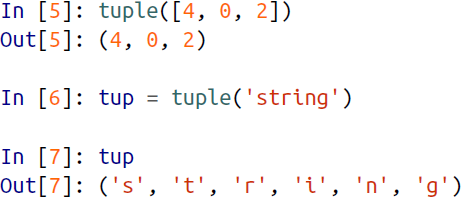 In [5]: tuple([4, 0, 2])
Out[5]: (4, 0, 2)
In [6]: tup = tuple('string')
In [7]: tup
Out[7]: ('s', 't', 'r', 'i', 'n', 'g')